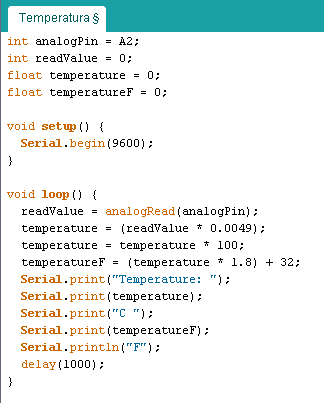 Temperatura §
int analogPin = A2;
int readValue = 0;
float temperature = 0;
float temperatureF = 0;
void setup() {
Serial.begin(9600);
}
void loop() {
readValue = analogRead(analogPin);
temperature = (readValue * 0.0049);
temperature = temperature * 100;
temperatureF = (temperature * 1.8) + 32;
Serial.print("Temperature: ");
Serial.print(temperature);
Serial.print("C ");
Serial.print(temperatureF);
Serial.println("F");
delay(1000);
}